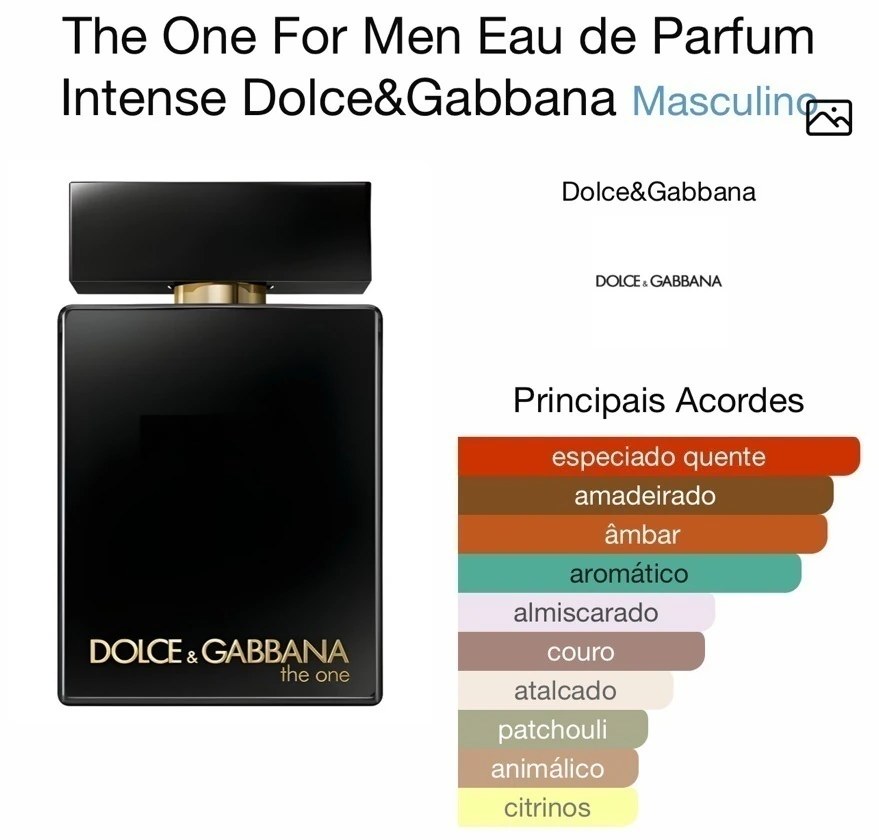 The One For Men Eau de Parfum
Intense Dolce&Gabbana Masculino
Dolce&Gabbana
DOLCE & GABBANA
Principais Acordes
especiado quente
amadeirado
âmbar
aromático
almiscarado
couro
atalcado
patchouli
animálico
citrinos
DOLCE & GABBANA
the one